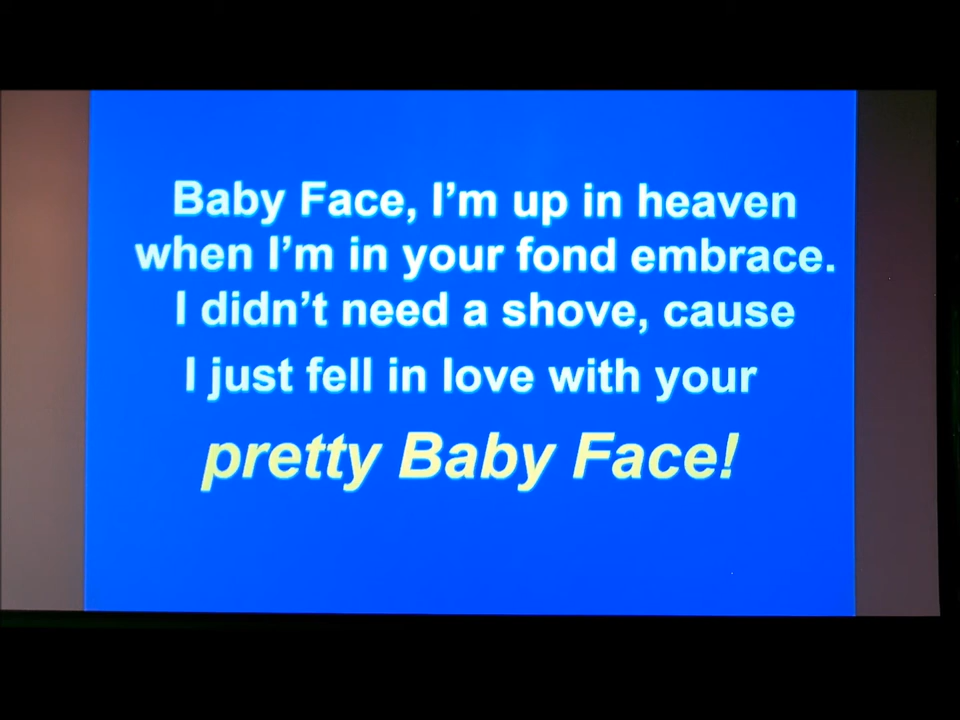 Baby Face, I’m up in heaven
when I’m in your fond embrace.
I didn’t need a shove, cause
I just fell in love with your
pretty Baby Face!